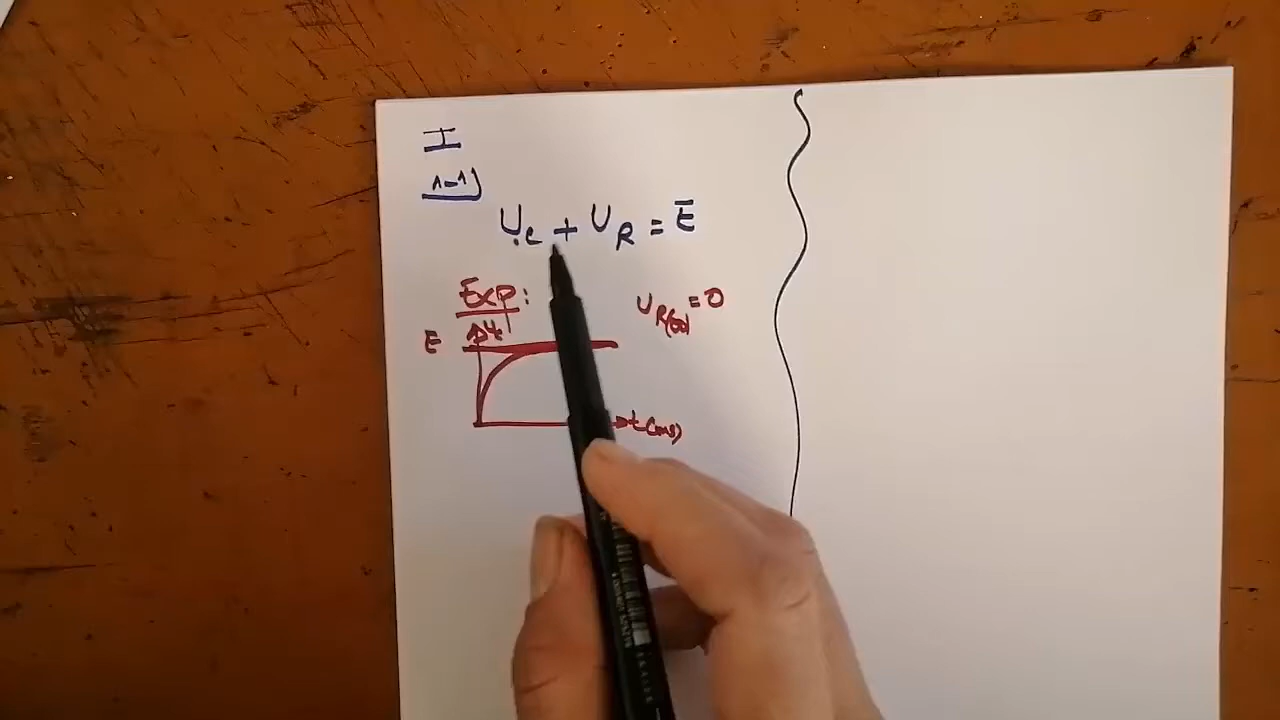 I
1-1)
Uc + UR = E
Exp:
UR(∞) = 0
E
t(ms)